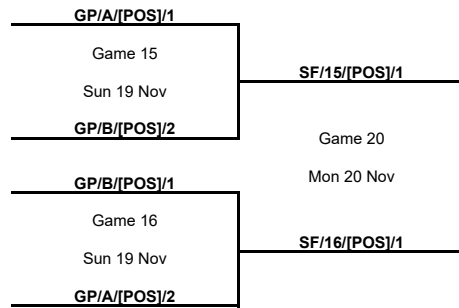 GP/A/[POS]/1
Game 15
Sun 19 Nov
GP/B/[POS]/2
SF/15/[POS]/1
Game 20
Mon 20 Nov
GP/B/[POS]/1
Game 16
Sun 19 Nov
GP/A/[POS]/2
SF/16/[POS]/1